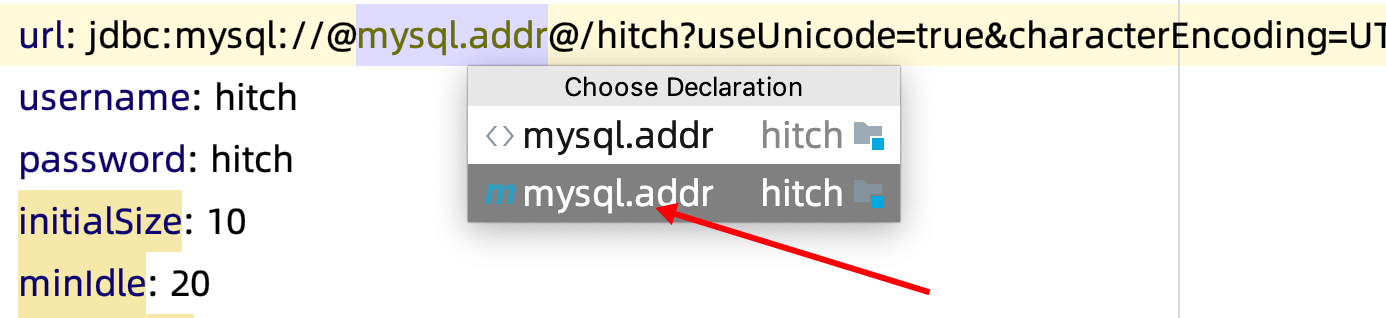 url: jdbc:mysql://@mysql.addr@/hitch?useUnicode=true&characterEncoding=UT
Choose Declaration
username: hitch
<> mysql.addr hitch
password: hitch
m mysql.addr hitch
initialSize: 10
minIdle: 20